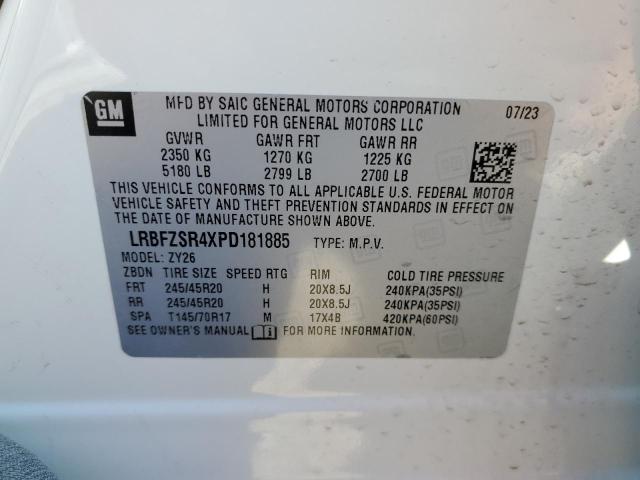 GM
MFD BY SAIC GENERAL MOTORS CORPORATION 07/23
LIMITED FOR GENERAL MOTORS LLC
GVWR GAWR FRT GAWR RR
2350 KG 1270 KG 1225 KG
5180 LB 2799 LB 2700 LB
THIS VEHICLE CONFORMS TO ALL APPLICABLE U.S. FEDERAL MOTOR
VEHICLE SAFETY AND THEFT PREVENTION STANDARDS IN EFFECT ON
THE DATE OF MANUFACTURE SHOWN ABOVE.
LRBFZSR4XPD181885 TYPE: M.P.V.
MODEL: ZY26
ZBDN TIRE SIZE SPEED RTG RIM COLD TIRE PRESSURE
FRT 245/45R20 H 20X8.5J 240KPA(35PSI)
RR 245/45R20 H 20X8.5J 240KPA(35PSI)
SPA T145/70R17 M 17X4B 420KPA(60PSI)
SEE OWNER'S MANUAL FOR ADDITIONAL INFORMATION.